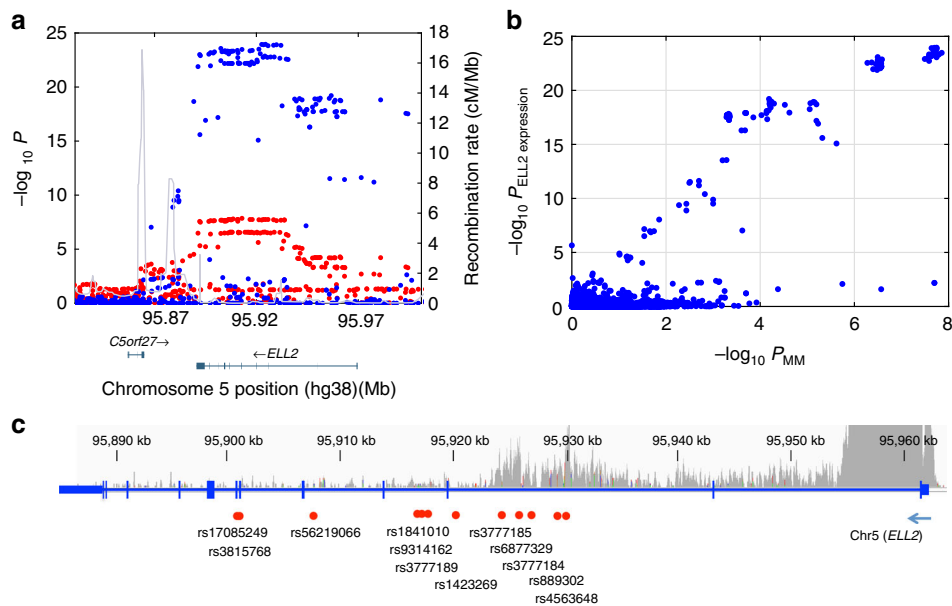 a
25
20
15
10
5
0
–log 10 P
18
16
14
12
10
8
6
4
2
0
Recombination rate (cM/Mb)
95.87
95.92
95.97
C5orf27→
←ELL2
Chromosome 5 position (hg38)(Mb)
b
25
20
15
10
5
0
–log10 PELL2 expression
0
2
4
6
8
–log10 PMM
c
95,890 kb
95,900 kb
95,910 kb
95,920 kb
95,930 kb
95,940 kb
95,950 kb
95,960 kb
rs17085249
rs3815768
rs56219066
rs1841010
rs9314162
rs3777189
rs1423269
rs3777185
rs6877329
rs3777184
rs889302
rs4563648
Chr5 (ELL2)